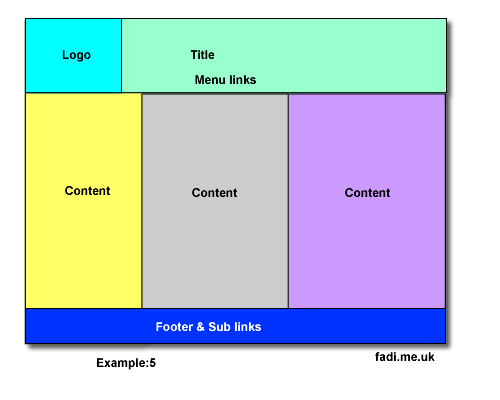 Logo
Title
Menu links
Content
Content
Content
Footer & Sub links
Example:5
fadi.me.uk